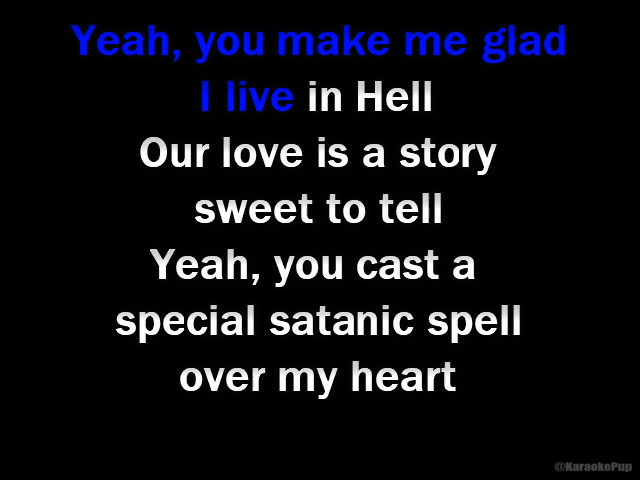 Yeah, you make me glad
I live in Hell
Our love is a story
sweet to tell
Yeah, you cast a
special satanic spell
over my heart
@KaraokePup